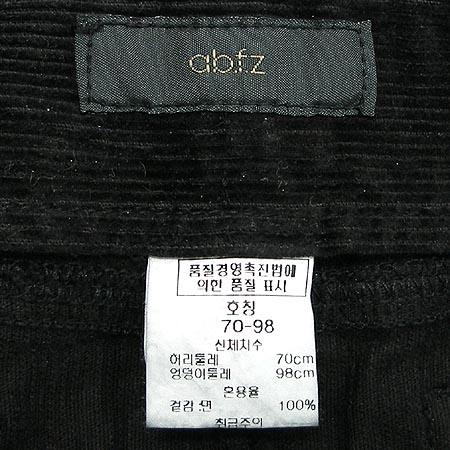 ab.f.z
품질경영촉진법에
의한 품질 표시
호칭
70-98
신체치수
허리둘레 70cm
엉덩이둘레 98cm
혼용율
겉감 면 100%
취급주의